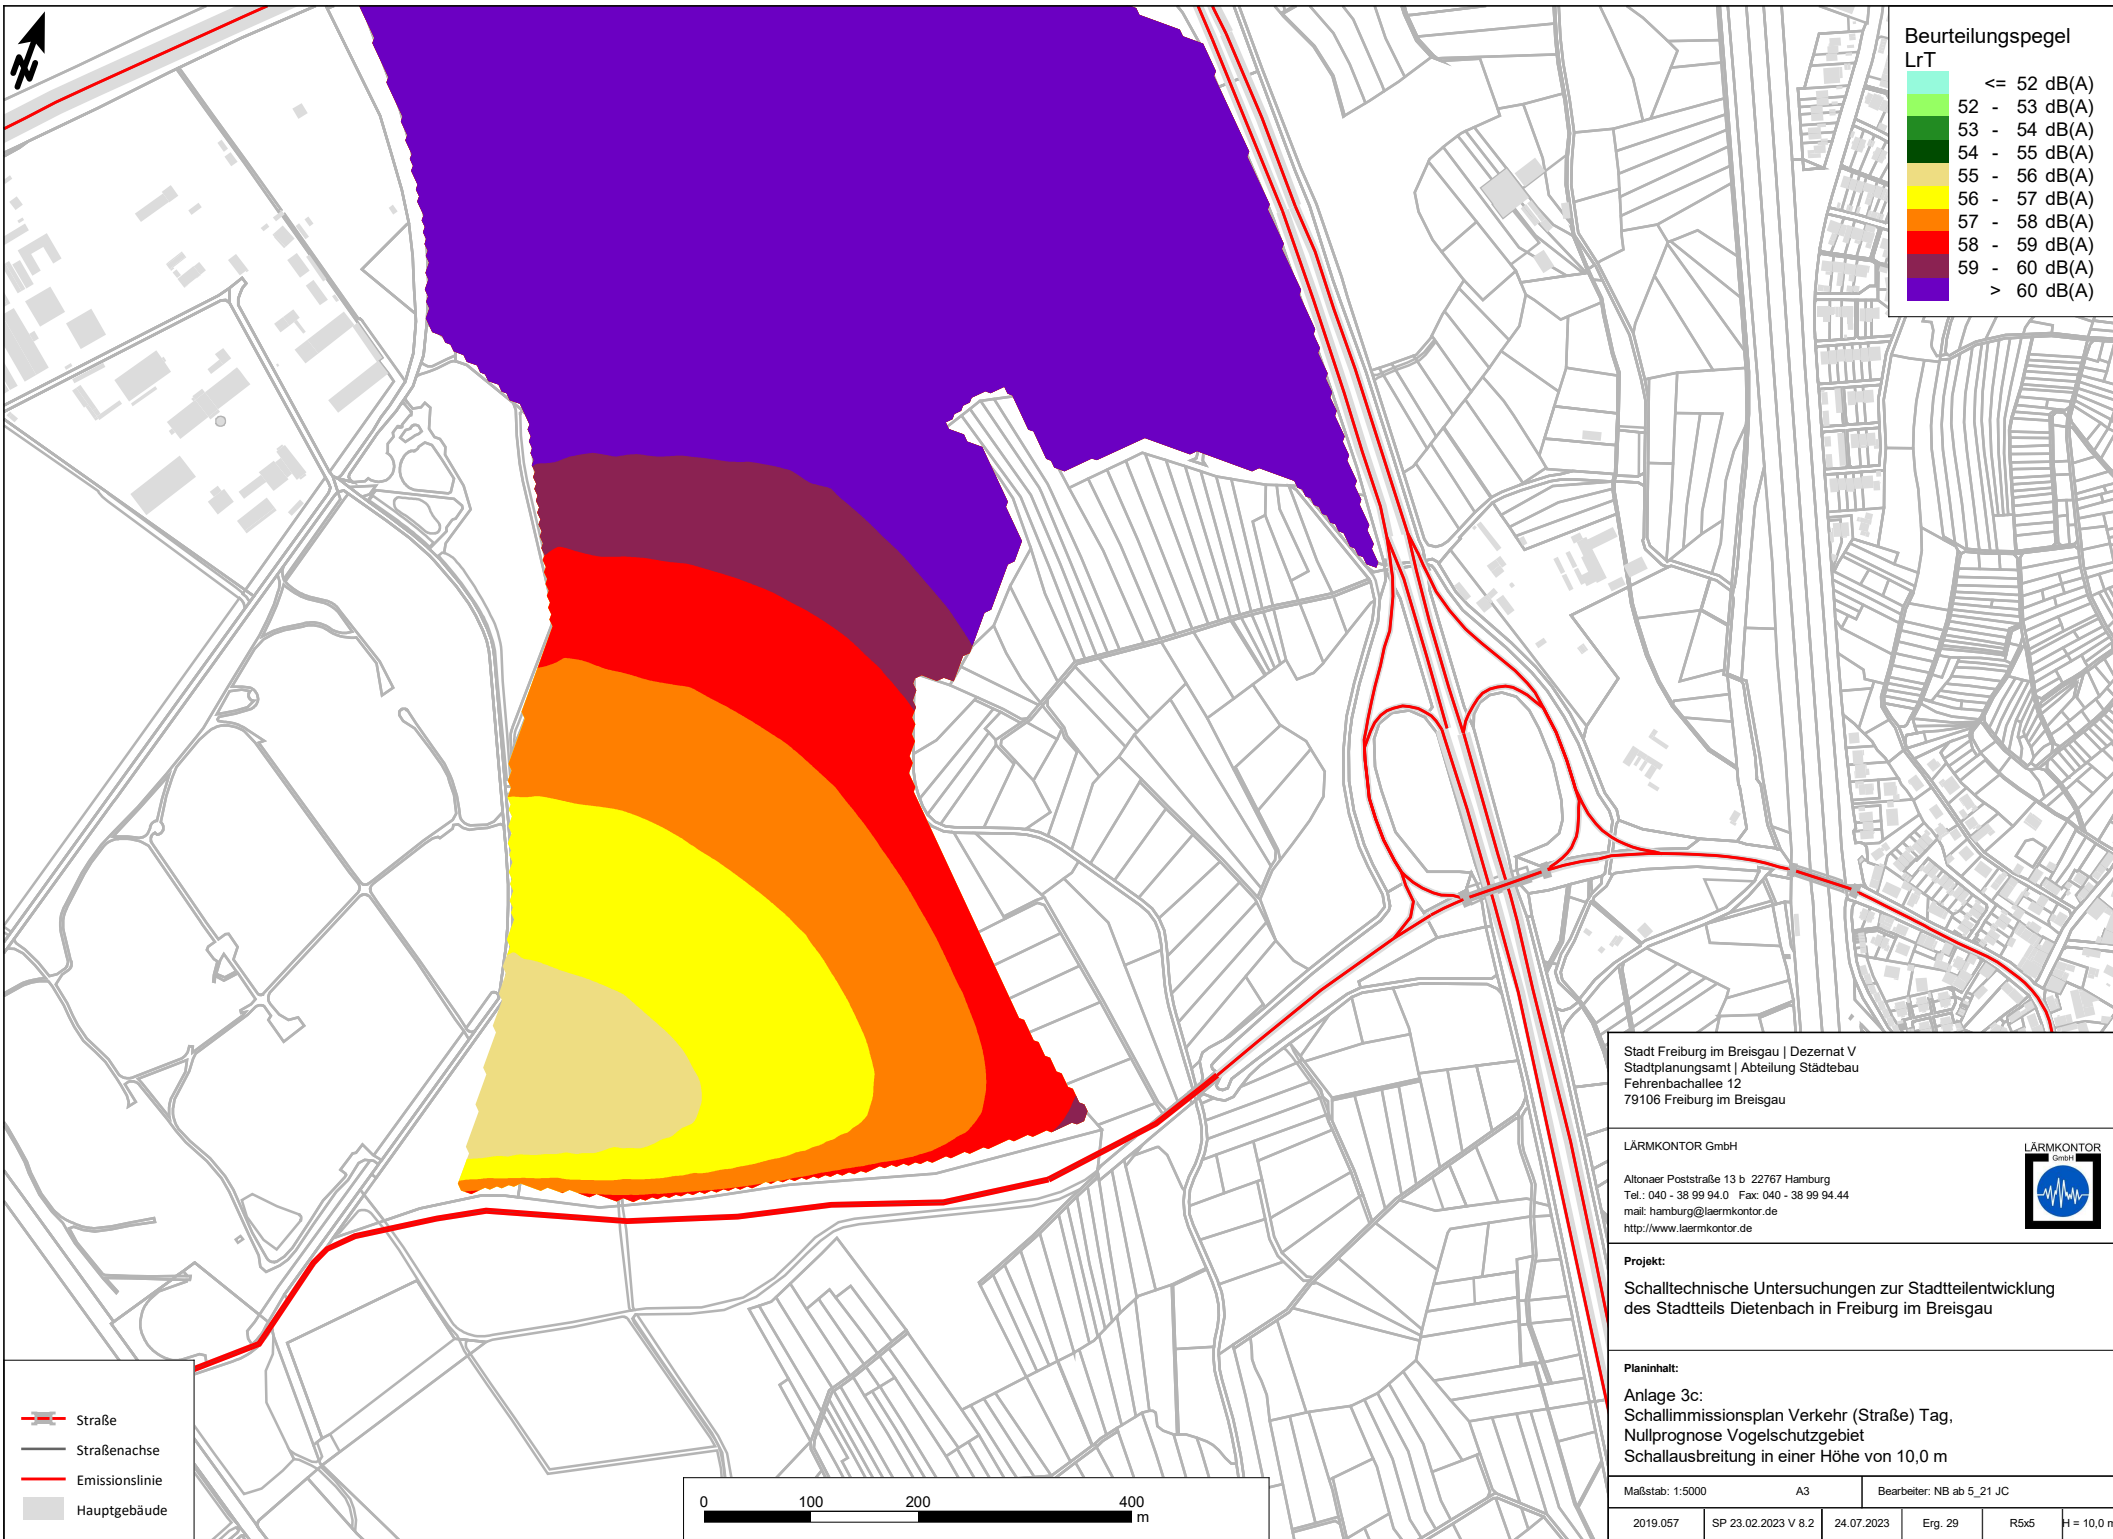 Beurteilungspegel
LrT
<= 52 dB(A)
52 - 53 dB(A)
53 - 54 dB(A)
54 - 55 dB(A)
55 - 56 dB(A)
56 - 57 dB(A)
57 - 58 dB(A)
58 - 59 dB(A)
59 - 60 dB(A)
> 60 dB(A)
Stadt Freiburg im Breisgau | Dezernat V
Stadtplanungsamt | Abteilung Städtebau
Fehrenbachallee 12
79106 Freiburg im Breisgau
LÄRMKONTOR GmbH
Altonaer Poststraße 13 b 22767 Hamburg
Tel.: 040 - 38 99 94.0 Fax: 040 - 38 99 94.44
mail: hamburg@laermkontor.de
http://www.laermkontor.de
LÄRMKONTOR
GmbH
Projekt:
Schalltechnische Untersuchungen zur Stadtteilentwicklung
des Stadtteils Dietenbach in Freiburg im Breisgau
Planinhalt:
Anlage 3c:
Schallimmissionsplan Verkehr (Straße) Tag,
Nullprognose Vogelschutzgebiet
Schallausbreitung in einer Höhe von 10,0 m
Maßstab: 1:5000 A3 Bearbeiter: NB ab 5_21 JC
2019.057 SP 23.02.2023 V 8.2 24.07.2023 Erg. 29 R5x5 H = 10,0 m
Straße
Straßenachse
Emissionslinie
Hauptgebäude
0 100 200 400
m
N